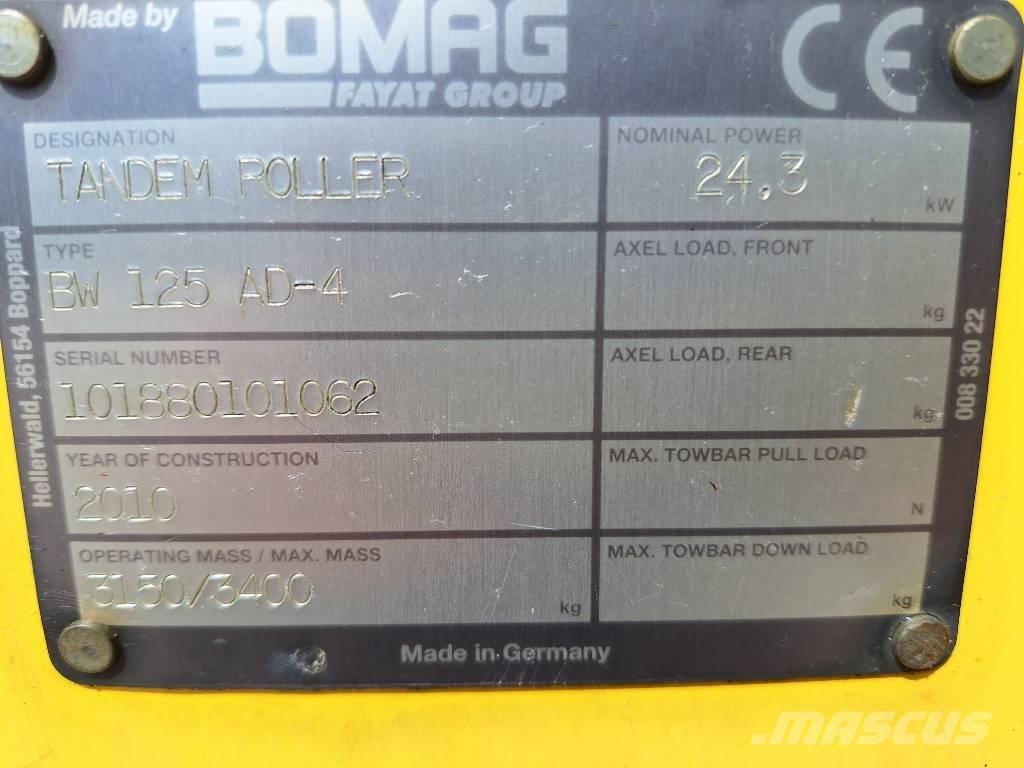 Made by BOMAG
FAYAT GROUP
CE
DESIGNATION
TANDEM ROLLER
NOMINAL POWER
24.3
kW
TYPE
BW 125 AD-4
AXEL LOAD, FRONT
kg
SERIAL NUMBER
101880101062
AXEL LOAD, REAR
kg
YEAR OF CONSTRUCTION
2010
MAX. TOWBAR PULL LOAD
N
OPERATING MASS / MAX. MASS
3150/3400
kg
MAX. TOWBAR DOWN LOAD
kg
Made in Germany
Hellerwald, 56154 Boppard
008 330 22
mascus